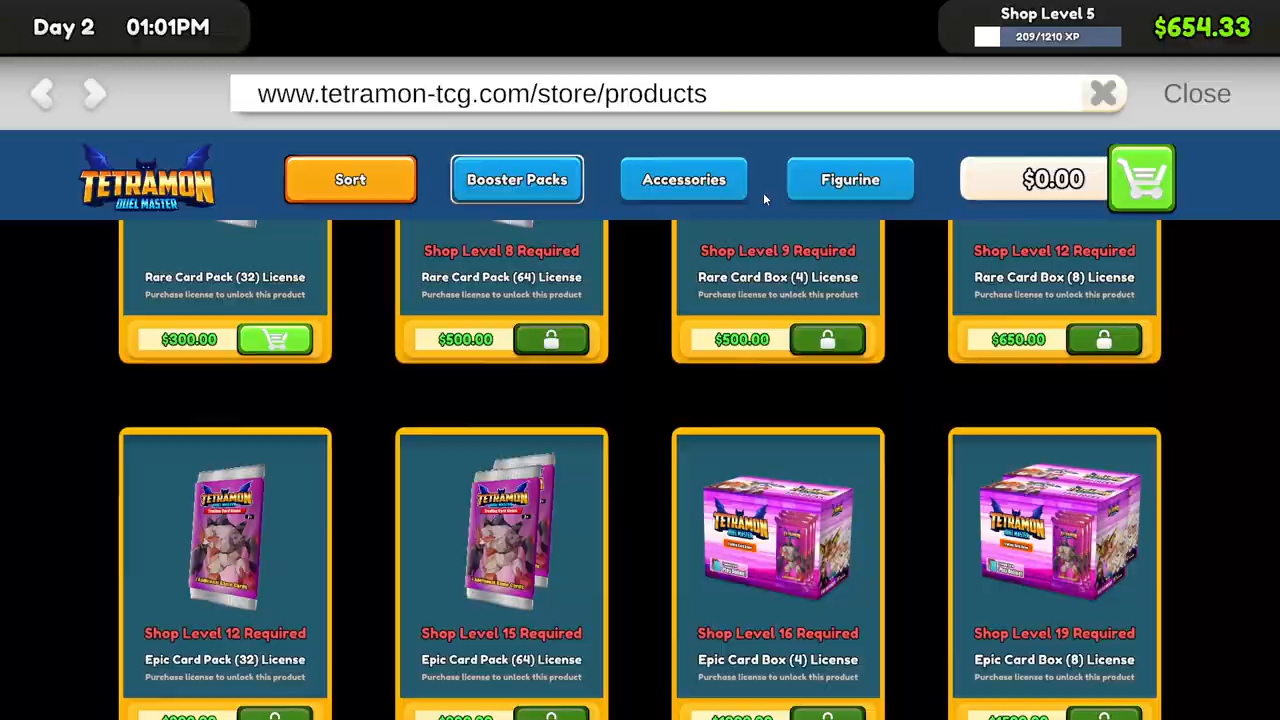 Day 2 01:01PM
Shop Level 5
209/1210 XP
$654.33
www.tetramon-tcg.com/store/products
Close
TETRAMON
DUEL MASTER
Sort
Booster Packs
Accessories
Figurine
$0.00
Rare Card Pack (32) License
Purchase license to unlock this product
$300.00
Shop Level 8 Required
Rare Card Pack (64) License
Purchase license to unlock this product
$500.00
Shop Level 9 Required
Rare Card Box (4) License
Purchase license to unlock this product
$500.00
Shop Level 12 Required
Rare Card Box (8) License
Purchase license to unlock this product
$650.00
TETRAMON
Shop Level 12 Required
Epic Card Pack (32) License
Purchase license to unlock this product
TETRAMON
Shop Level 15 Required
Epic Card Pack (64) License
Purchase license to unlock this product
TETRAMON
Shop Level 16 Required
Epic Card Box (4) License
Purchase license to unlock this product
TETRAMON
Shop Level 19 Required
Epic Card Box (8) License
Purchase license to unlock this product